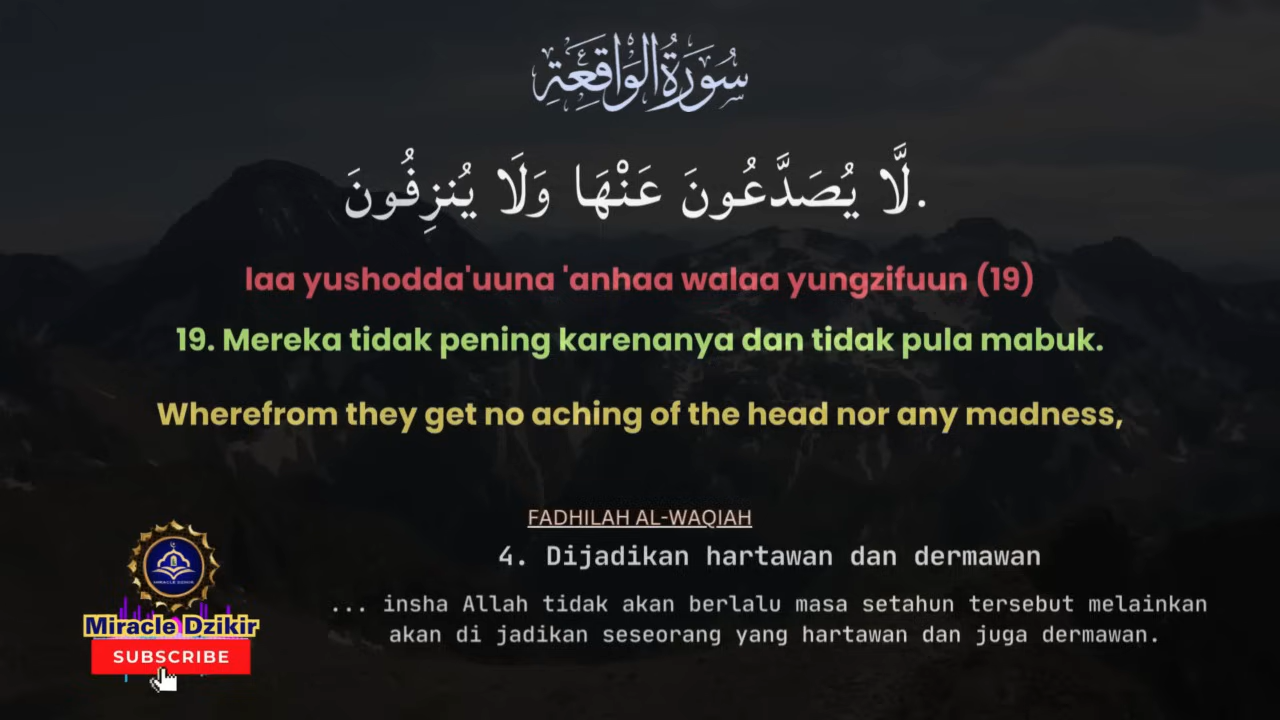 سُورَةُ الوَاقِعَةِ
لَّا يُصَدَّعُونَ عَنْهَا وَلَا يُنزِفُونَ.
laa yushodda'uuna 'anhaa walaa yungzifuun (19)
19. Mereka tidak pening karenanya dan tidak pula mabuk.
Wherefrom they get no aching of the head nor any madness,
FADHILAH AL-WAQIAH
4. Dijadikan hartawan dan dermawan
... insha Allah tidak akan berlalu masa setahun tersebut melainkan
akan di jadikan seseorang yang hartawan dan juga dermawan.
MIRACLE DZIKIR
Miracle Dzikir
SUBSCRIBE